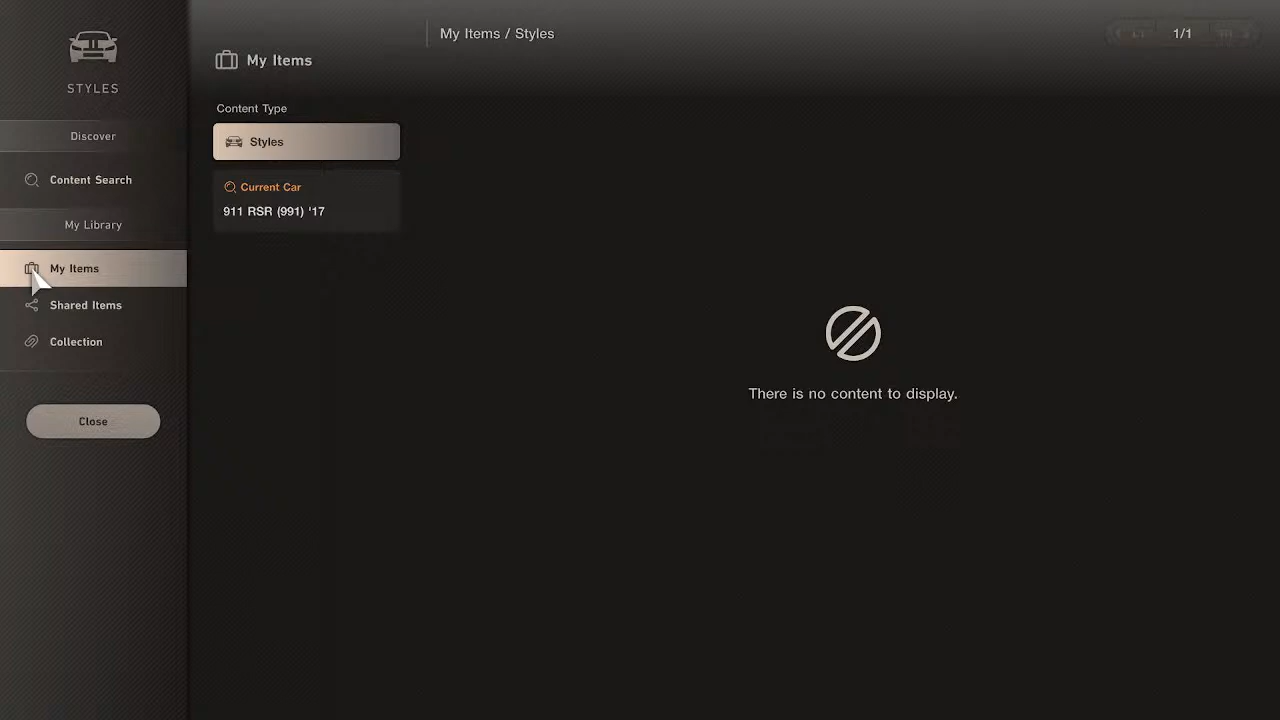 STYLES
Discover
Content Search
My Library
My Items
Shared Items
Collection
Close
My Items
Content Type
Styles
Current Car
911 RSR (991) '17
My Items / Styles
1/1
There is no content to display.